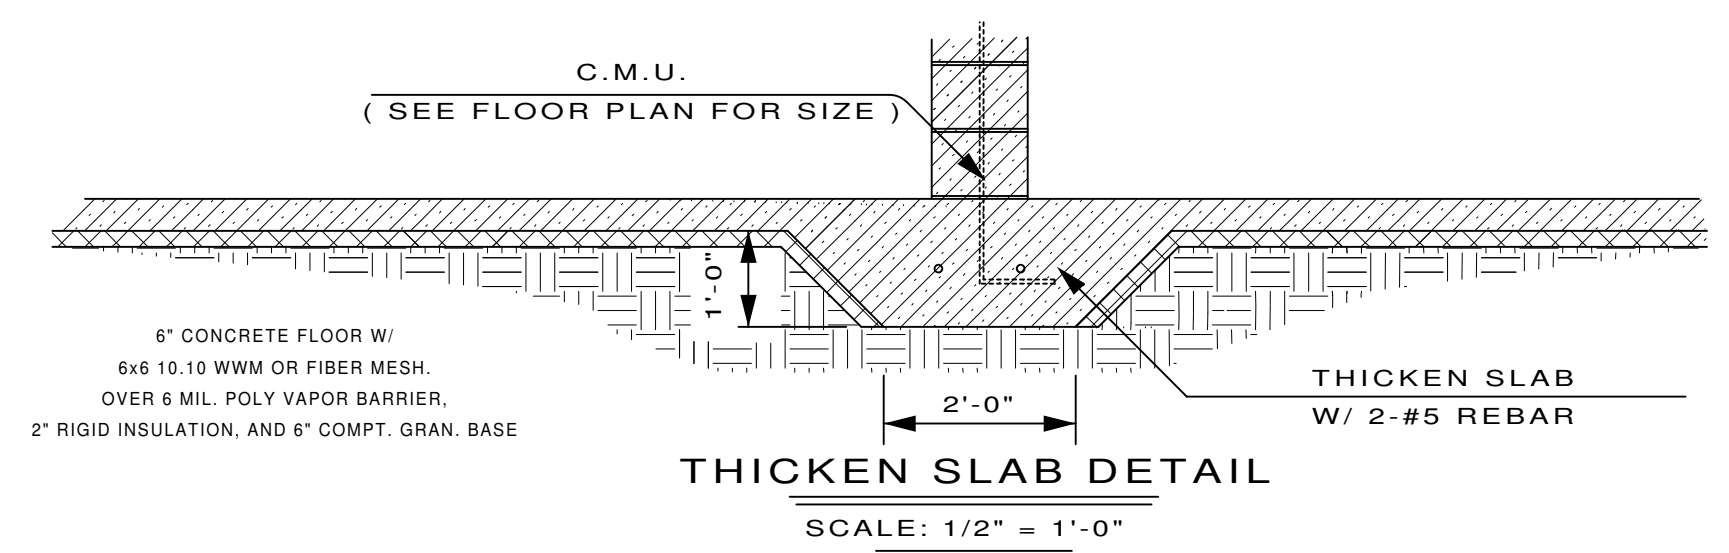 C.M.U.
( SEE FLOOR PLAN FOR SIZE )
1'-0"
6" CONCRETE FLOOR W/
6x6 10.10 WWM OR FIBER MESH.
OVER 6 MIL. POLY VAPOR BARRIER,
2" RIGID INSULATION, AND 6" COMPT. GRAN. BASE
THICKEN SLAB
W/ 2-#5 REBAR
2'-0"
THICKEN SLAB DETAIL
SCALE: 1/2" = 1'-0"